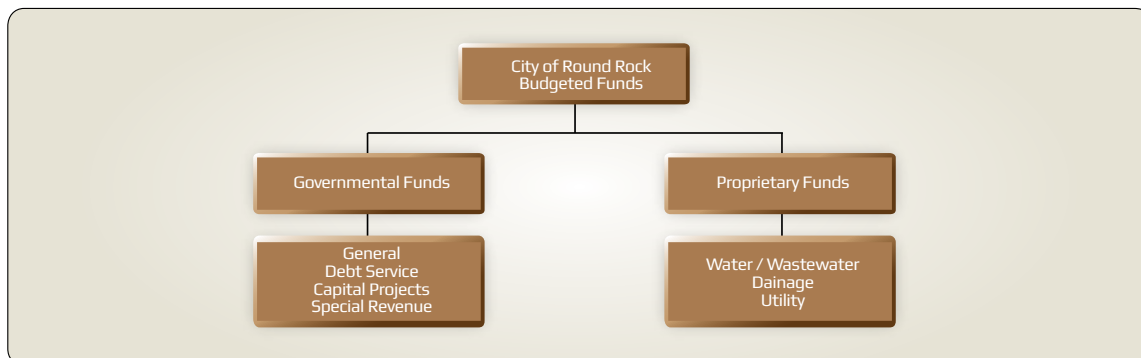 City of Round Rock
Budgeted Funds
Governmental Funds
Proprietary Funds
General
Debt Service
Capital Projects
Special Revenue
Water / Wastewater
Dainage
Utility